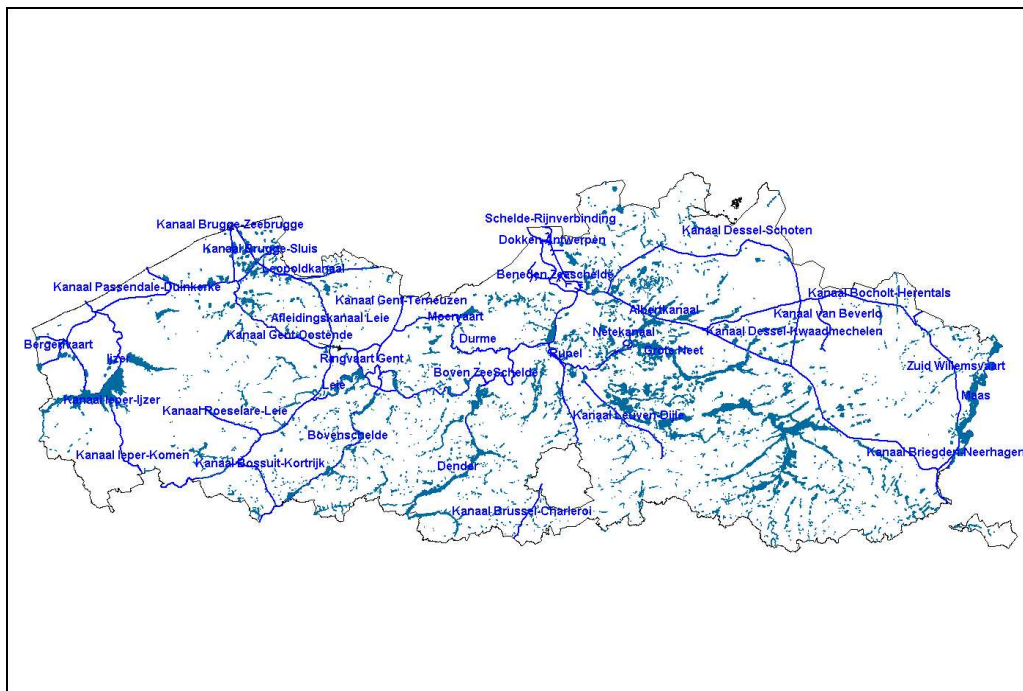 Schelde-Rijnverbinding
Kanaal Brugge-Zeebrugge
Kanaal Dessel-Schoten
Dokken Antwerpen
Kanaal Brugge-Sluis
Leopoldkanaal
Beneden Zeeschelde
Kanaal Passendale-Duinkerke
Kanaal Bocholt-Herentals
Kanaal Gent-Terneuzen
Albertkanaal
Kanaal van Beverlo
Moervaart
Afleidingskanaal Leie
Netekanaal
Kanaal Dessel-Kwaadmechelen
Kanaal Gent-Oostende
Durme
Bergenvaart
Rupel
Grote Neet
Ijzer
Ringvaart Gent
Zuid Willemsvaart
Boven ZeeSchelde
Leie
Maas
Kanaal Ieper-Ijzer
Kanaal Roeselare-Leie
Kanaal Leuven-Dijle
Bovenschelde
Kanaal Ieper-Komen
Kanaal Briegden-Neerhagen
Kanaal Bossuit-Kortrijk
Dender
Kanaal Brussel-Charleroi